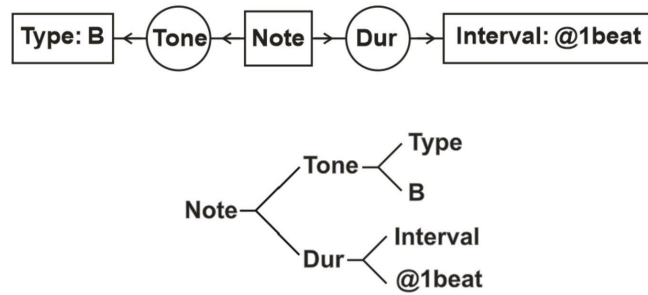 Type: B Tone Note Dur Interval: @1beat
Type
Tone
B
Note
Interval
Dur
@1beat